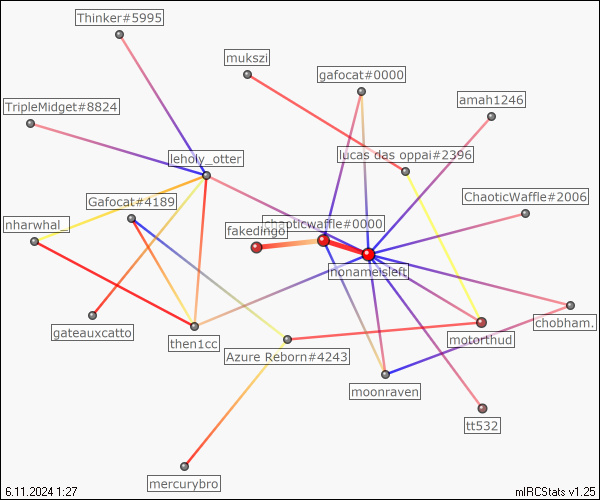 Thinker#5995
mukszi
gafocat#0000
TripleMidget#8824
amah1246
leholy_otter
lucas das oppai#2396
Gafocat#4189
ChaoticWaffle#2006
nharwhal_
chaoticwaffle#0000
fakedingo
nonameisleft
gateauxcatto
then1cc
chobham.
motorthud
Azure Reborn#4243
moonraven
tt532
mercurybro
6.11.2024 1:27
mIRCStats v1.25